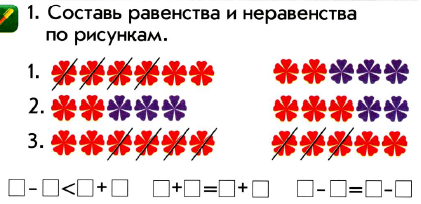 1. Составь равенства и неравенства
по рисункам.
1.
2.
3.
□ - □ < □ + □ □ + □ = □ + □ □ - □ = □ - □